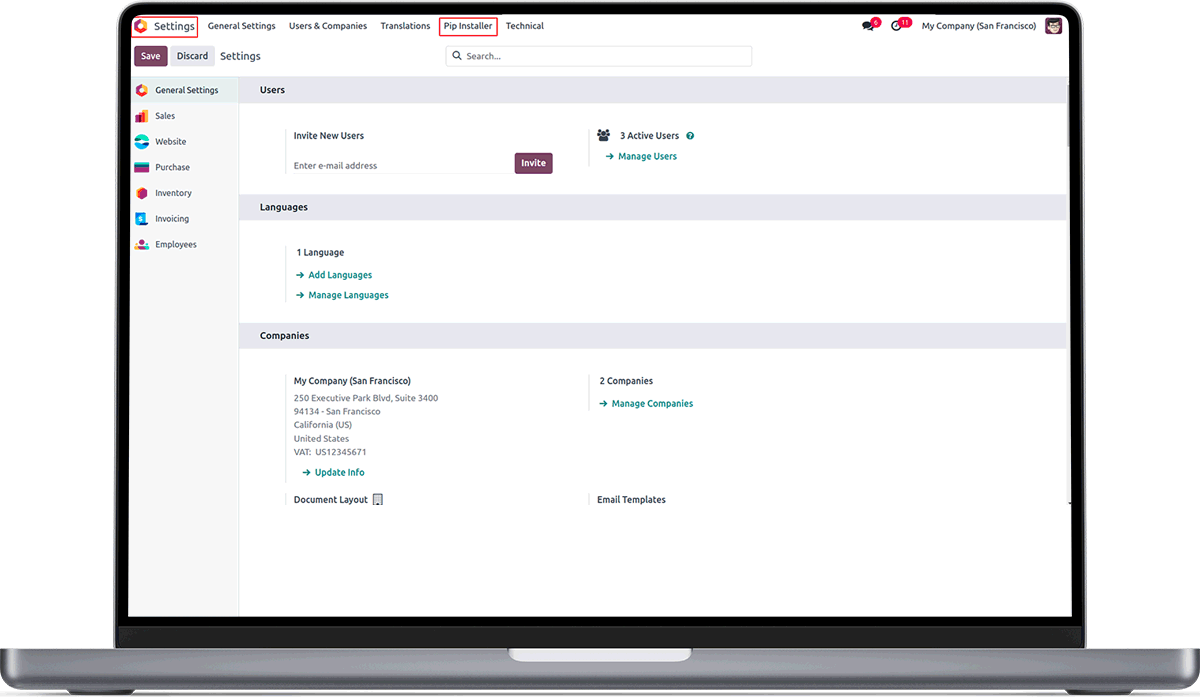 Settings General Settings Users & Companies Translations Pip Installer Technical 6 11 My Company (San Francisco)
Save Discard Settings Search...
General Settings
Sales
Website
Purchase
Inventory
Invoicing
Employees
Users
Invite New Users
Enter e-mail address Invite
3 Active Users ?
→ Manage Users
Languages
1 Language
→ Add Languages
→ Manage Languages
Companies
My Company (San Francisco)
250 Executive Park Blvd, Suite 3400
94134 - San Francisco
California (US)
United States
VAT: US12345671
→ Update Info
2 Companies
→ Manage Companies
Document Layout
Email Templates